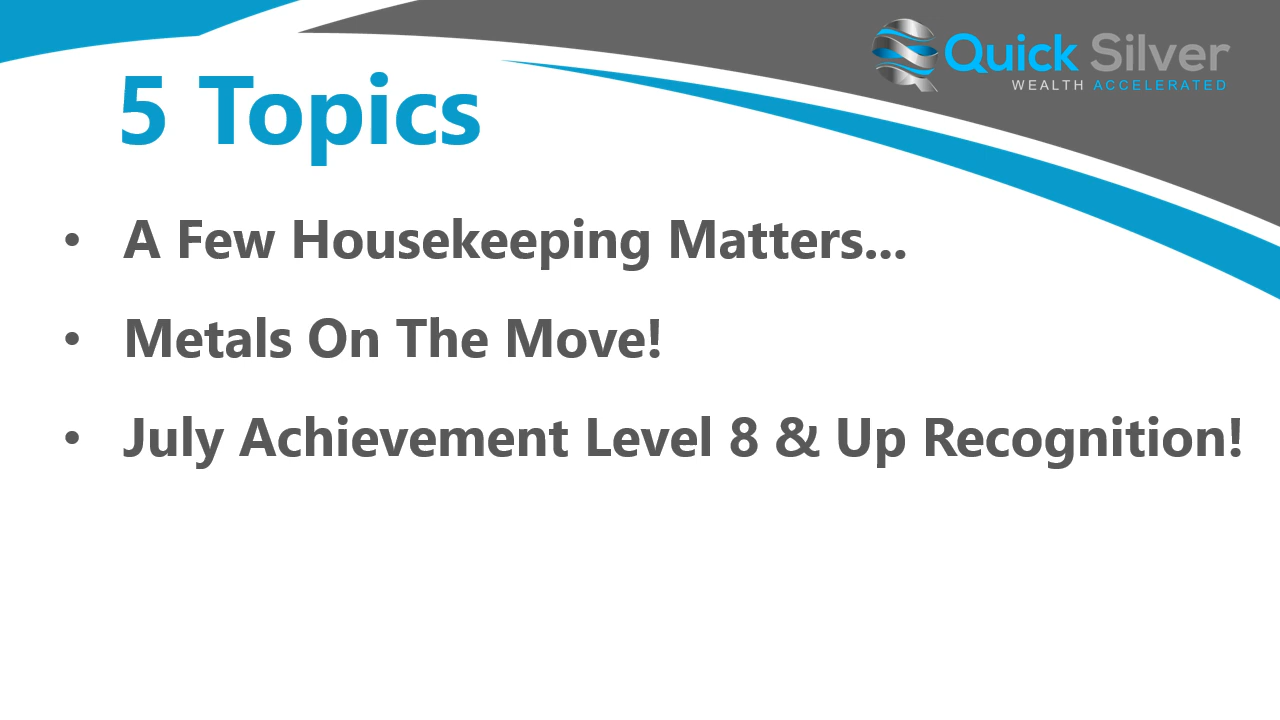 Quick Silver
WEALTH ACCELERATED
5 Topics
• A Few Housekeeping Matters...
• Metals On The Move!
• July Achievement Level 8 & Up Recognition!